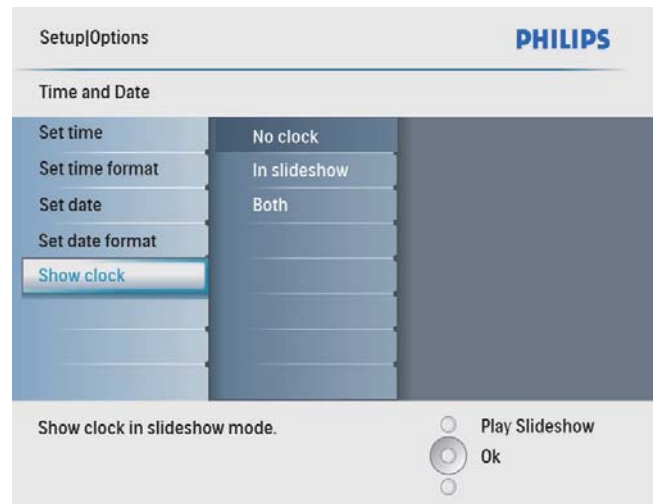 Setup|Options
PHILIPS
Time and Date
Set time
Set time format
Set date
Set date format
Show clock
No clock
In slideshow
Both
Show clock in slideshow mode.
Play Slideshow
Ok